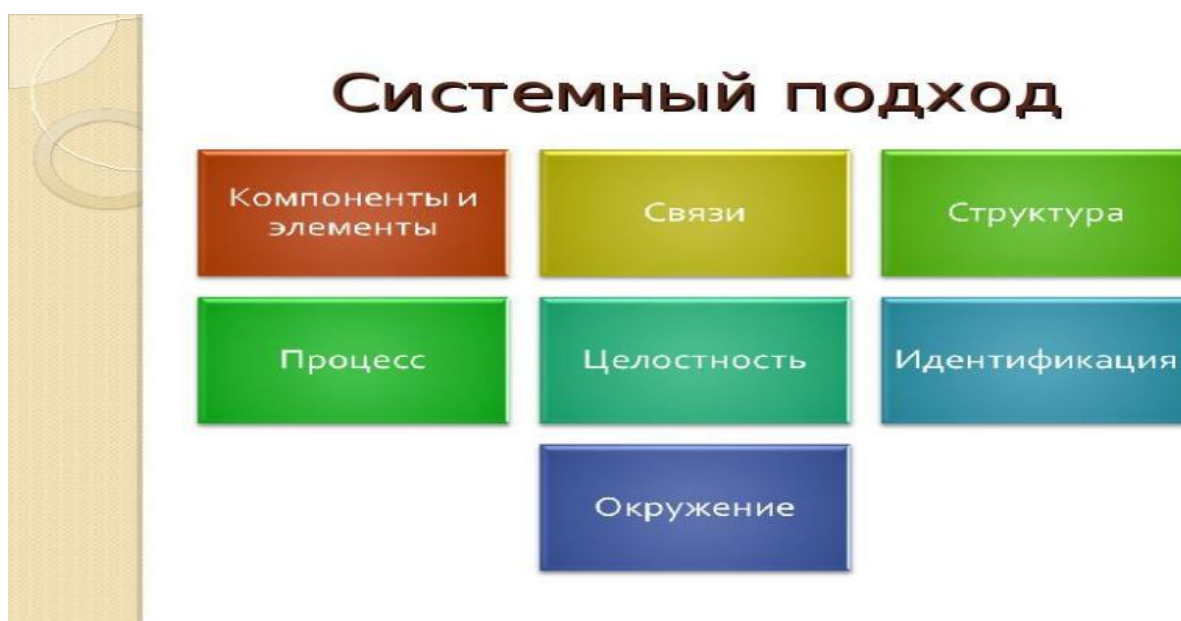 Системный подход
Компоненты и
элементы
Связи
Структура
Процесс
Целостность
Идентификация
Окружение